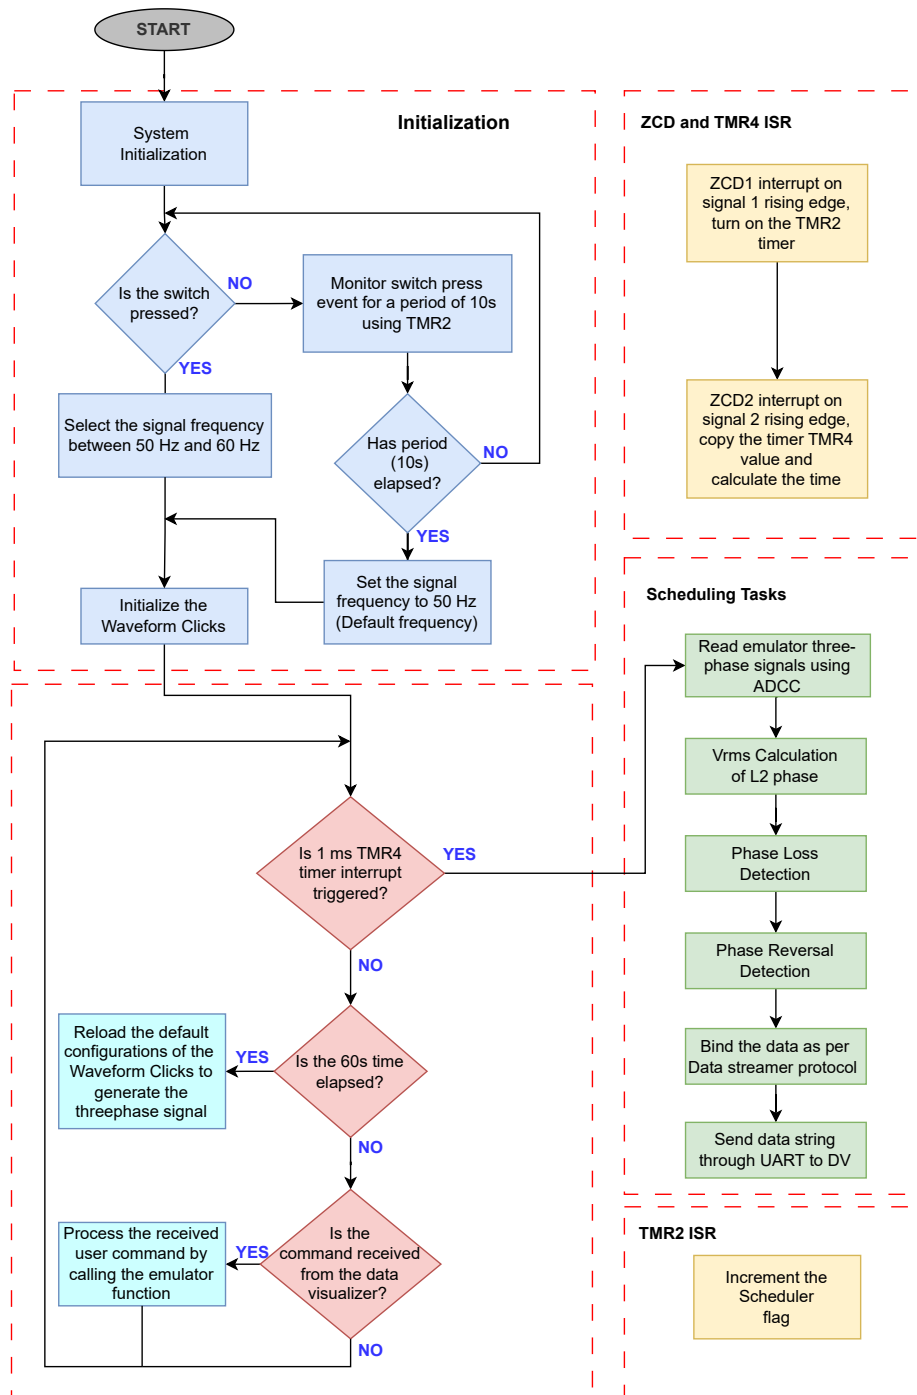 START
Initialization
System
Initialization
Is the switch
pressed?
NO
YES
Monitor switch press
event for a period of 10s
using TMR2
Select the signal frequency
between 50 Hz and 60 Hz
Has period
(10s)
elapsed?
NO
YES
Set the signal
frequency to 50 Hz
(Default frequency)
Initialize the
Waveform Clicks
Is 1 ms TMR4
timer interrupt
triggered?
YES
NO
Is the 60s time
elapsed?
YES
Reload the default
configurations of the
Waveform Clicks to
generate the
threephase signal
NO
Is the
command received
from the data
visualizer?
YES
Process the received
user command by
calling the emulator
function
NO
ZCD and TMR4 ISR
ZCD1 interrupt on
signal 1 rising edge,
turn on the TMR2
timer
ZCD2 interrupt on
signal 2 rising edge,
copy the timer TMR4
value and
calculate the time
Scheduling Tasks
Read emulator three-
phase signals using
ADCC
Vrms Calculation
of L2 phase
Phase Loss
Detection
Phase Reversal
Detection
Bind the data as per
Data streamer protocol
Send data string
through UART to DV
TMR2 ISR
Increment the
Scheduler
flag